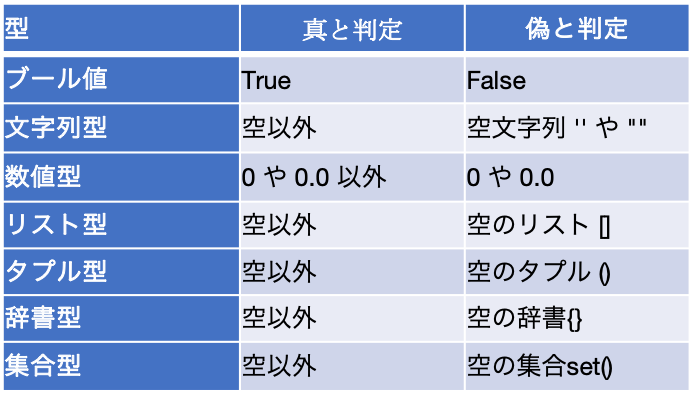 型 真と判定 偽と判定
ブール値 True False
文字列型 空以外 空文字列 '' や ""
数値型 0 や 0.0 以外 0 や 0.0
リスト型 空以外 空のリスト []
タプル型 空以外 空のタプル ()
辞書型 空以外 空の辞書{}
集合型 空以外 空の集合set()